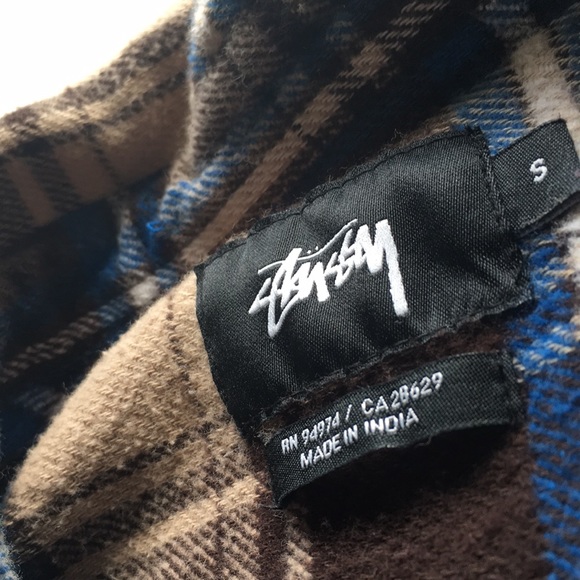 Stüssy
S
RN 94974 / CA 28629
MADE IN INDIA